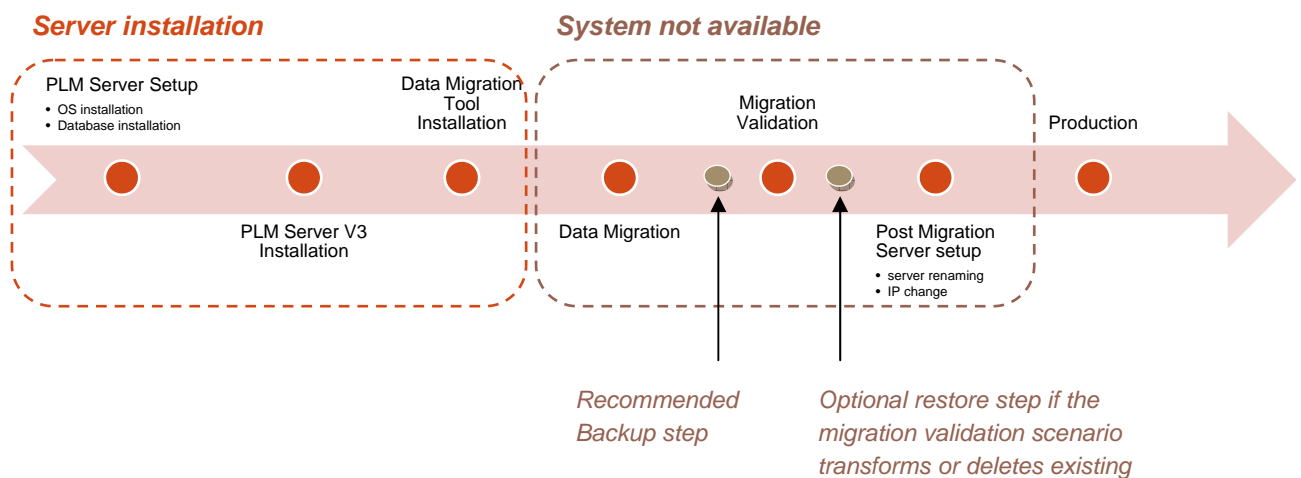 Server installation
System not available
PLM Server Setup
• OS installation
• Database installation
Data Migration
Tool
Installation
Migration
Validation
Production
PLM Server V3
Installation
Data Migration
Post Migration
Server setup
• server renaming
• IP change
Recommended
Backup step
Optional restore step if the
migration validation scenario
transforms or deletes existing